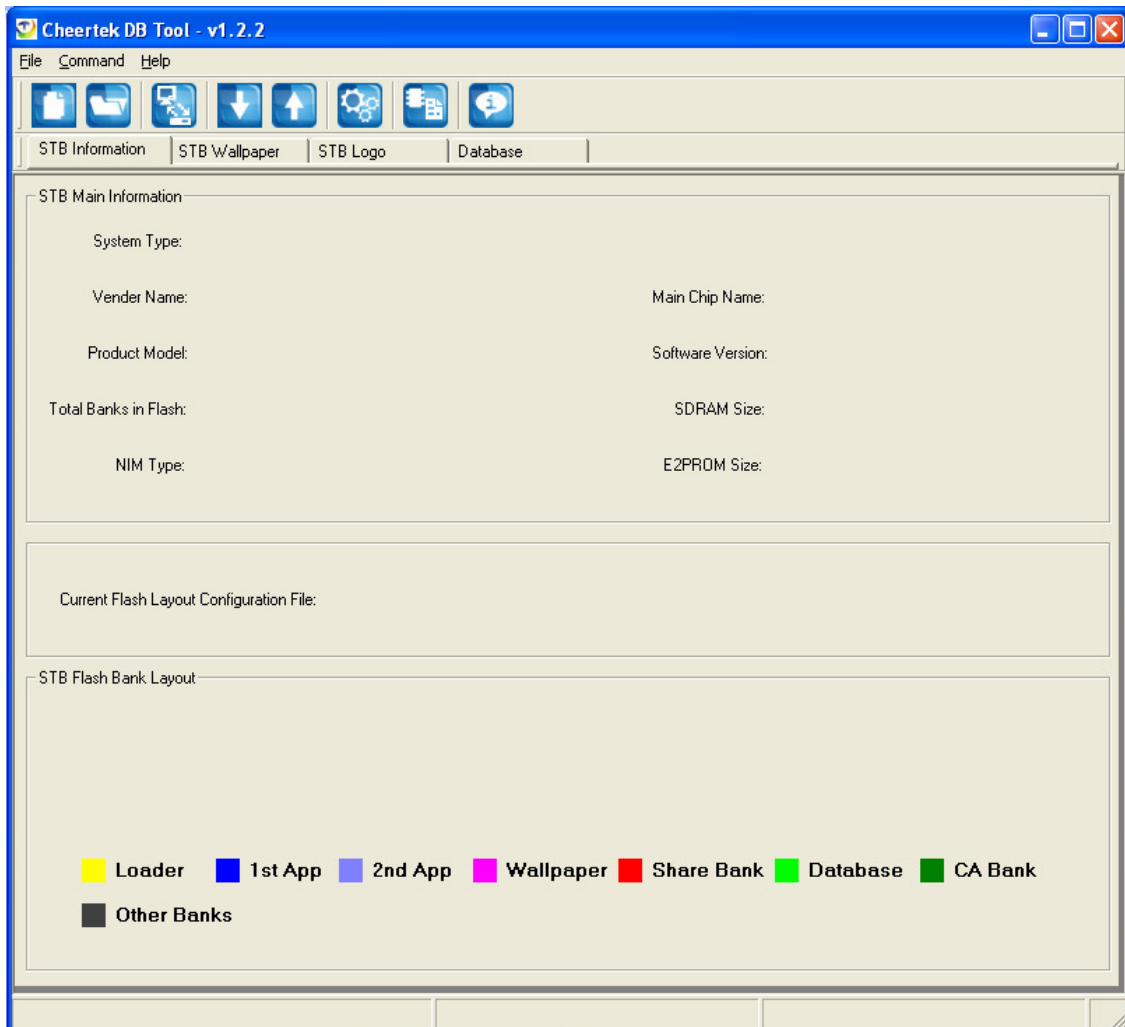 Cheertek DB Tool - v1.2.2
File Command Help
STB Information STB Wallpaper STB Logo Database
STB Main Information
System Type:
Vender Name: Main Chip Name:
Product Model: Software Version:
Total Banks in Flash: SDRAM Size:
NIM Type: E2PROM Size:
Current Flash Layout Configuration File:
STB Flash Bank Layout
Loader 1st App 2nd App Wallpaper Share Bank Database CA Bank
Other Banks